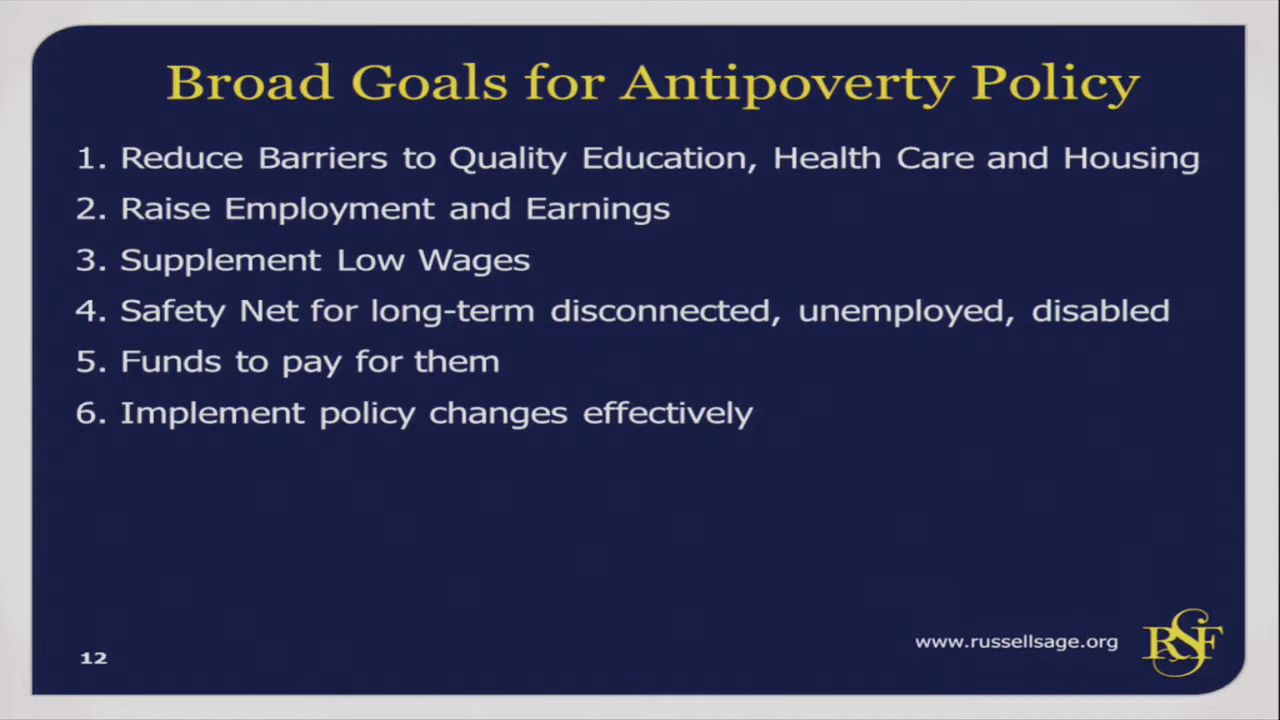 Broad Goals for Antipoverty Policy
1. Reduce Barriers to Quality Education, Health Care and Housing
2. Raise Employment and Earnings
3. Supplement Low Wages
4. Safety Net for long-term disconnected, unemployed, disabled
5. Funds to pay for them
6. Implement policy changes effectively
www.russellsage.org
RSF
12